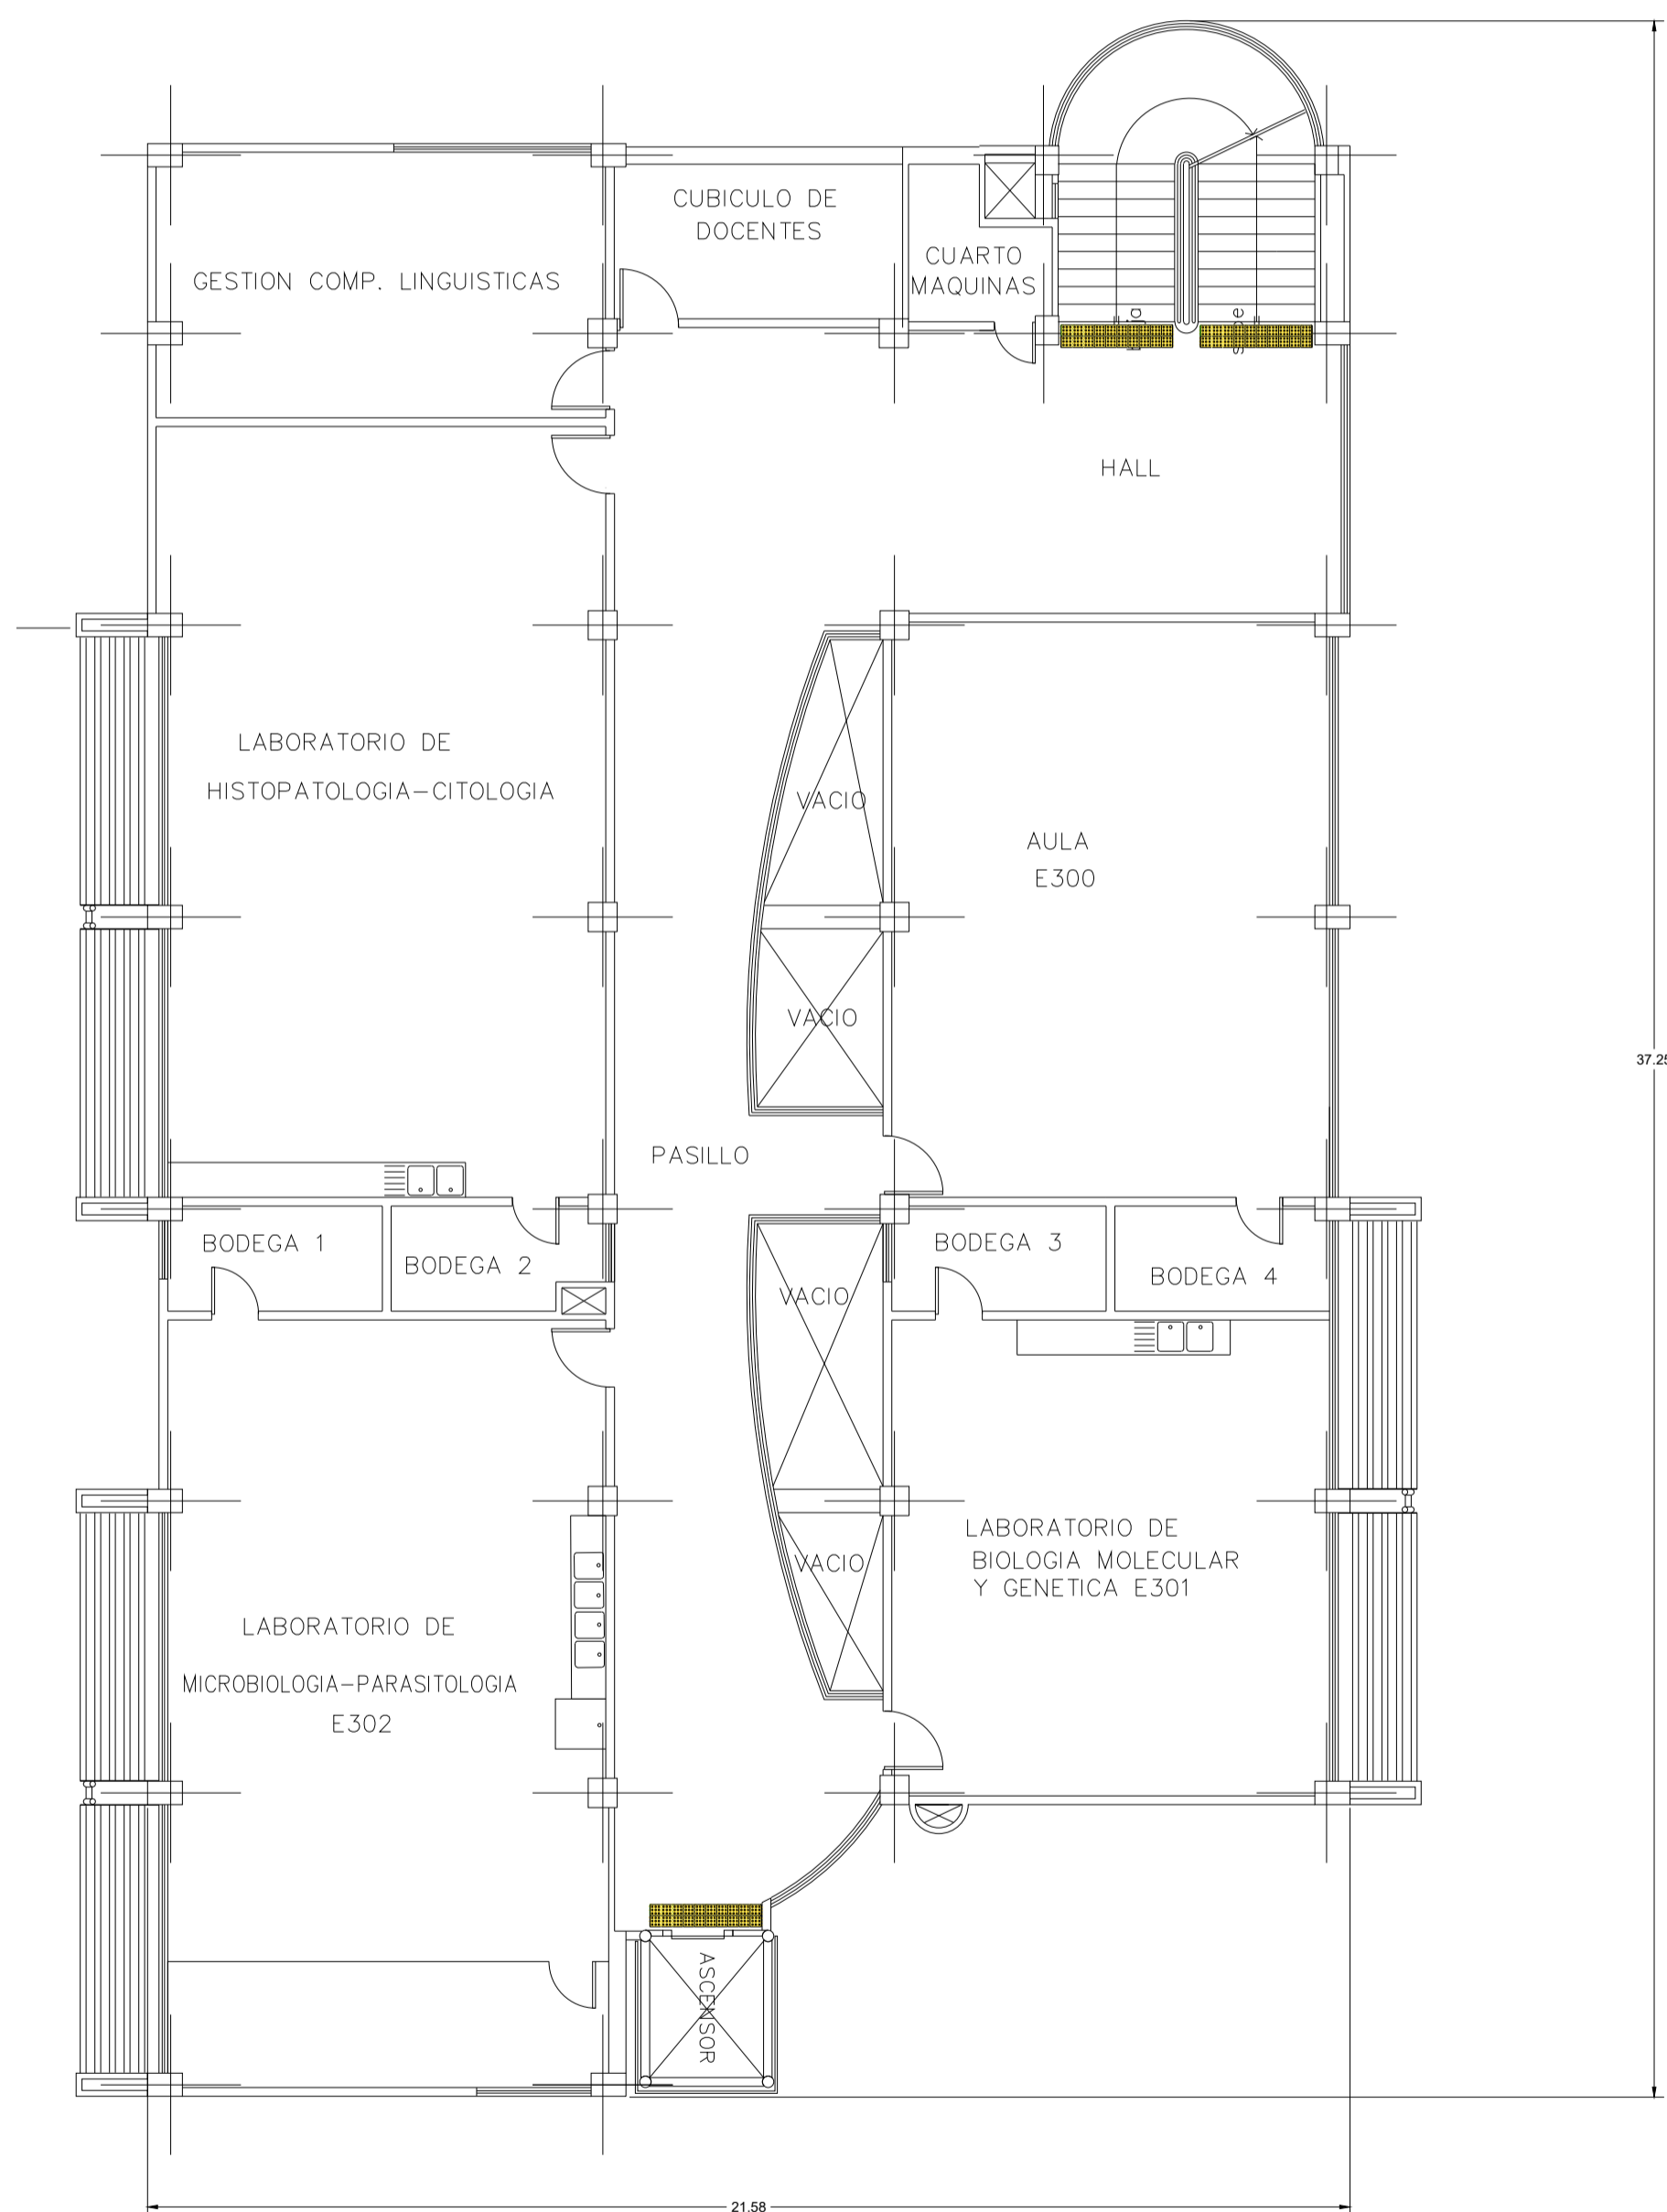 CUBICULO DE
DOCENTES
CUARTO
MAQUINAS
GESTION COMP. LINGUISTICAS
HALL
LABORATORIO DE
HISTOPATOLOGIA-CITOLOGIA
VACIO
AULA
E300
VACIO
37.25
PASILLO
BODEGA 1
BODEGA 2
BODEGA 3
BODEGA 4
VACIO
LABORATORIO DE
BIOLOGIA MOLECULAR
Y GENETICA E301
VACIO
LABORATORIO DE
MICROBIOLOGIA-PARASITOLOGIA
E302
ASCENSOR
21.58